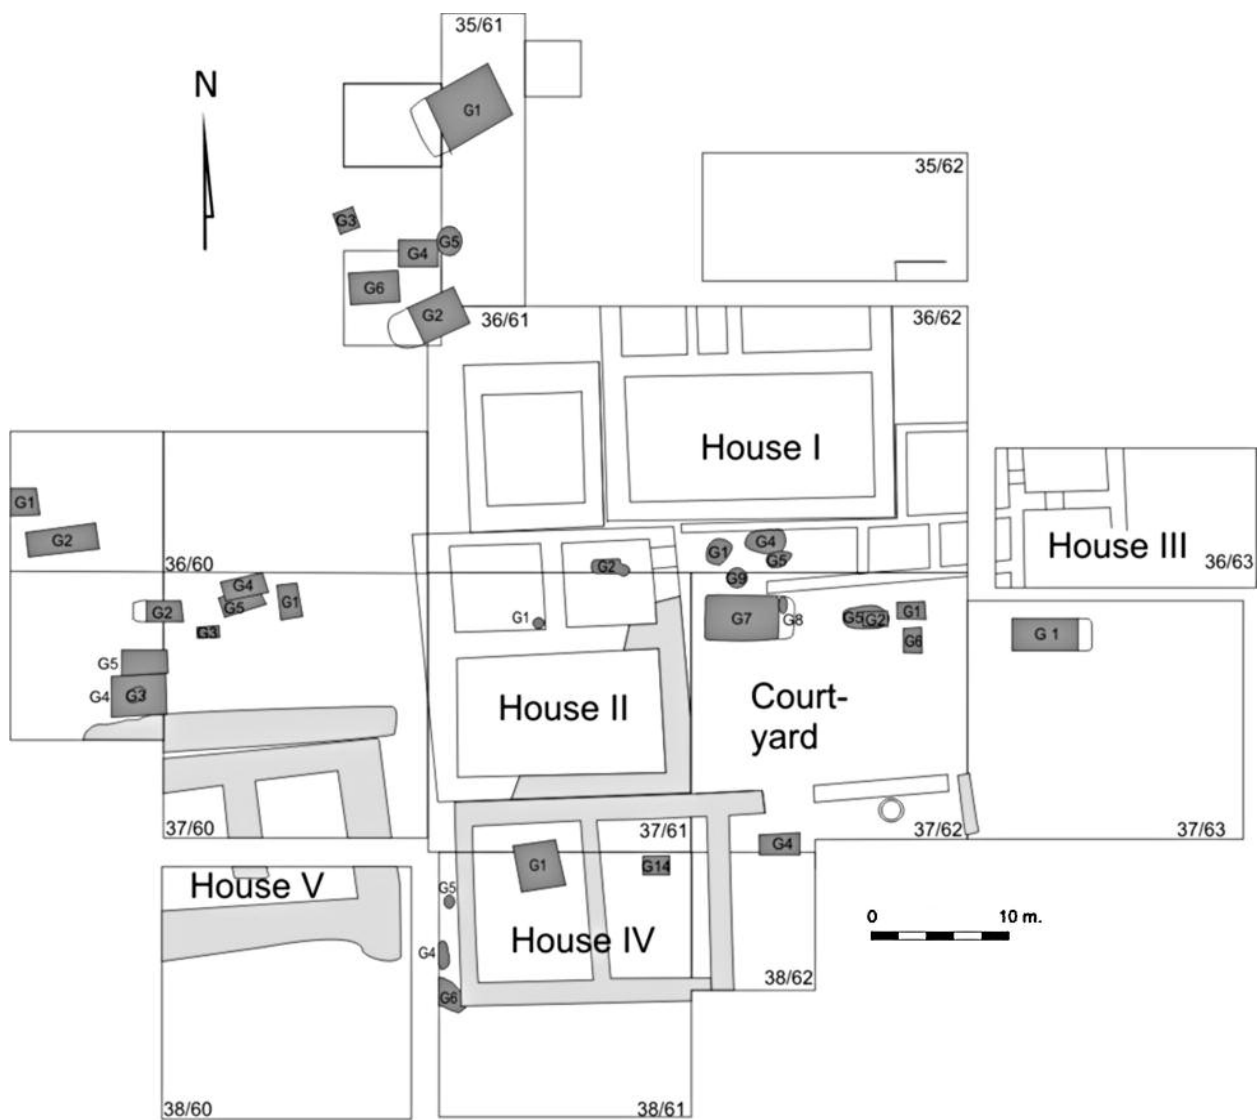 35/61
N
G1
35/62
G3
G5
G4
G6
G2
36/61
36/62
House I
G1
G2
36/60
House III
36/63
G1
G4
G5
G2
G9
G4
G5
G1
G2
G3
G1
G7
G8
G5
G2
G1
G6
G 1
G5
G4
G3
House II
Court-
yard
37/60
37/61
37/62
37/63
G4
G1
G14
House V
G5
0
10 m.
House IV
G4
38/62
G6
38/60
38/61